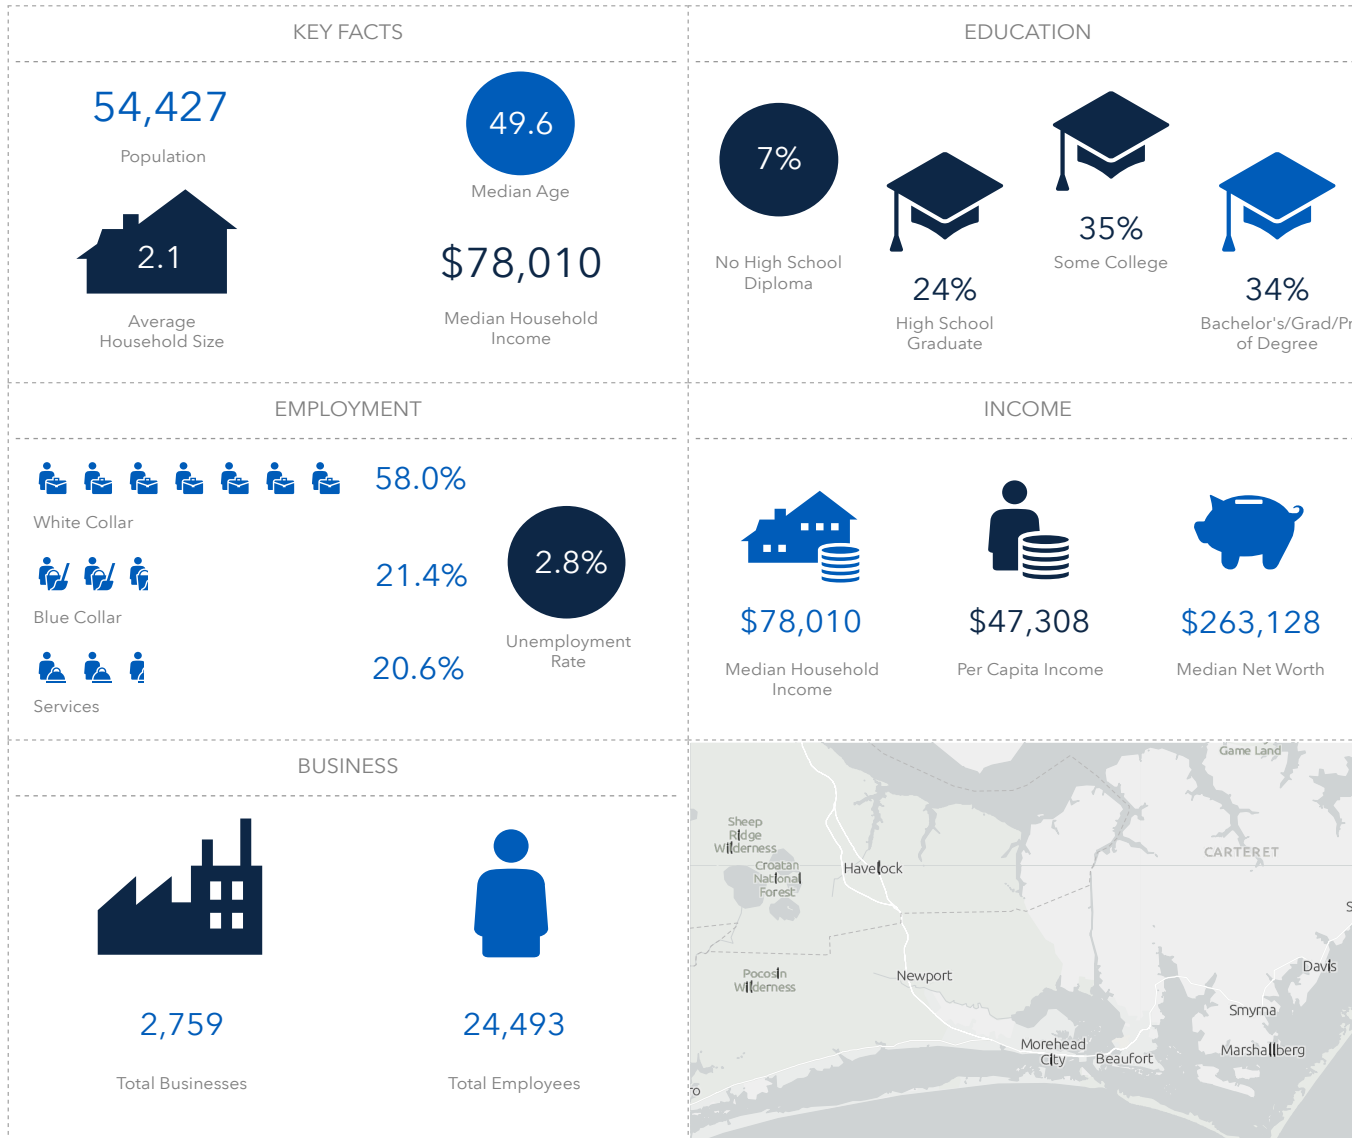 KEY FACTS
54,427
Population
49.6
Median Age
2.1
Average
Household Size
$78,010
Median Household
Income
EDUCATION
7%
No High School
Diploma
24%
High School
Graduate
35%
Some College
34%
Bachelor's/Grad/Pr
of Degree
EMPLOYMENT
58.0%
White Collar
21.4%
Blue Collar
20.6%
Services
2.8%
Unemployment
Rate
INCOME
$78,010
Median Household
Income
$47,308
Per Capita Income
$263,128
Median Net Worth
BUSINESS
2,759
Total Businesses
24,493
Total Employees
Game Land
Sheep
Ridge
Wilderness
Croatan
National
Forest
Havelock
CARTERET
Pocosin
Wilderness
Newport
Davis
Smyrna
Morehead
City
Beaufort
Marshallberg